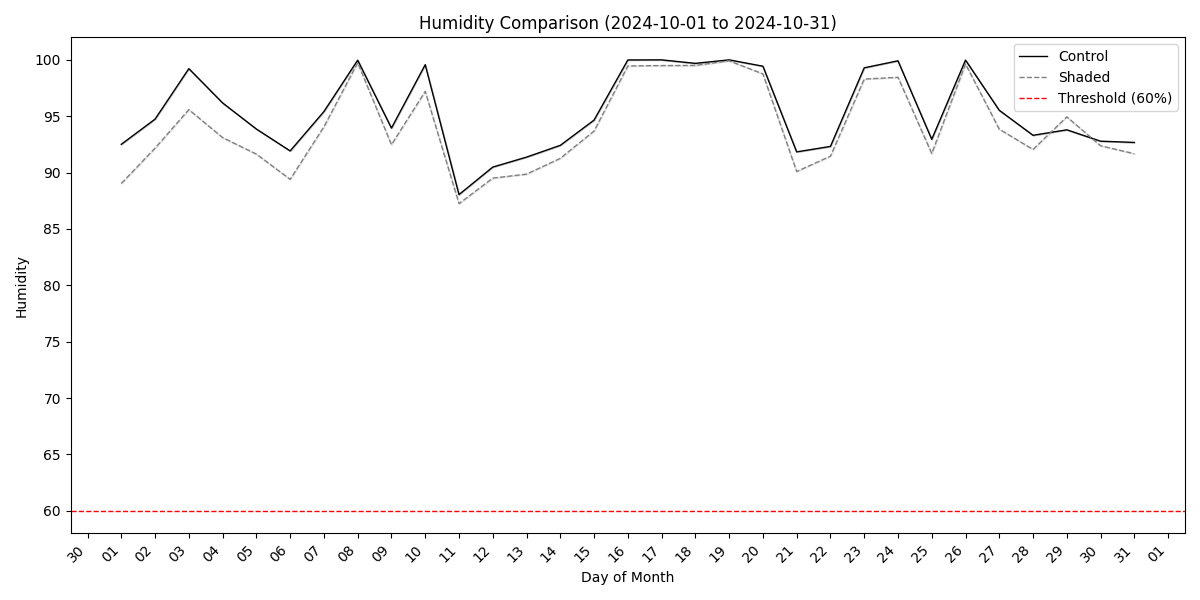 Humidity Comparison (2024-10-01 to 2024-10-31)
Control
Shaded
Threshold (60%)
Humidity
100
95
90
85
80
75
70
65
60
30 01 02 03 04 05 06 07 08 09 10 11 12 13 14 15 16 17 18 19 20 21 22 23 24 25 26 27 28 29 30 31 01
Day of Month